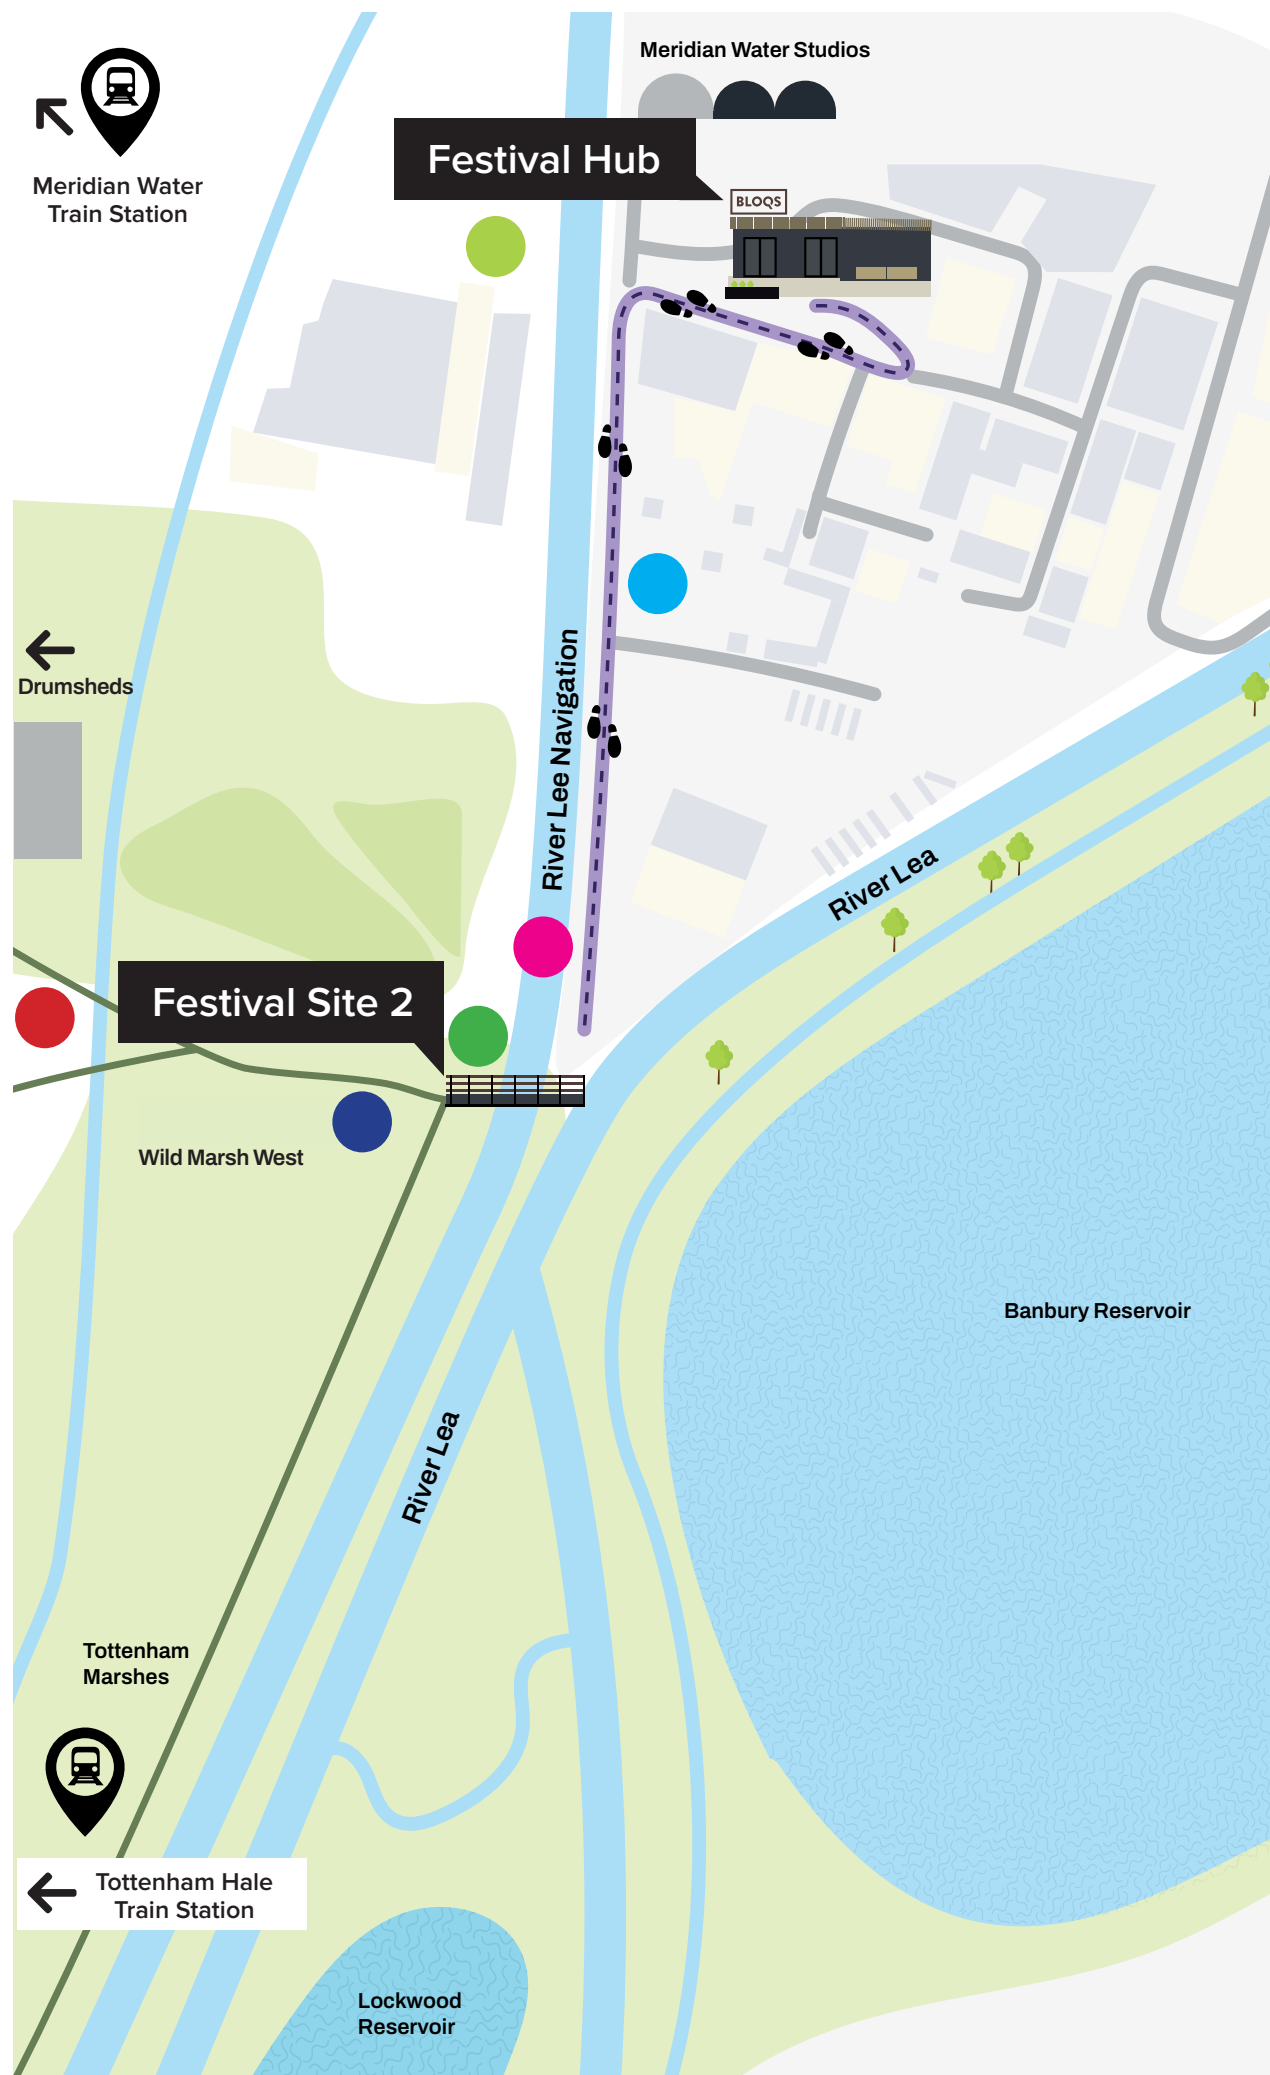 Meridian Water Studios
Meridian Water
Train Station
Festival Hub
BLOQS
Drumsheds
River Lee Navigation
River Lea
Festival Site 2
Wild Marsh West
Banbury Reservoir
River Lea
Tottenham
Marshes
Tottenham Hale
Train Station
Lockwood
Reservoir